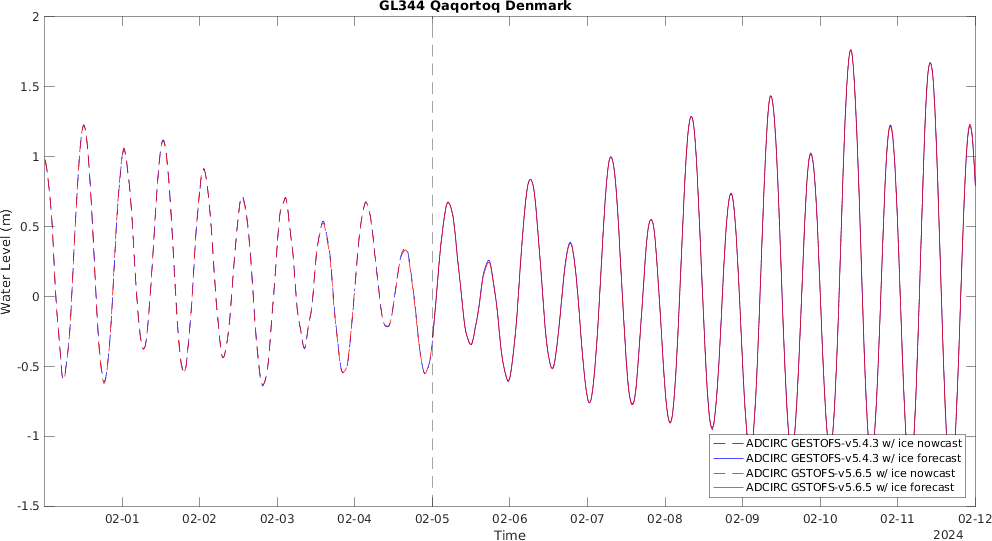 GL344 Qaqortoq Denmark
2
1.5
1
0.5
0
-0.5
-1
-1.5
Water Level (m)
02-01 02-02 02-03 02-04 02-05 02-06 02-07 02-08 02-09 02-10 02-11 02-12
Time
2024
ADCIRC GESTOFS-v5.4.3 w/ ice nowcast
ADCIRC GESTOFS-v5.4.3 w/ ice forecast
ADCIRC GSTOFS-v5.6.5 w/ ice nowcast
ADCIRC GSTOFS-v5.6.5 w/ ice forecast